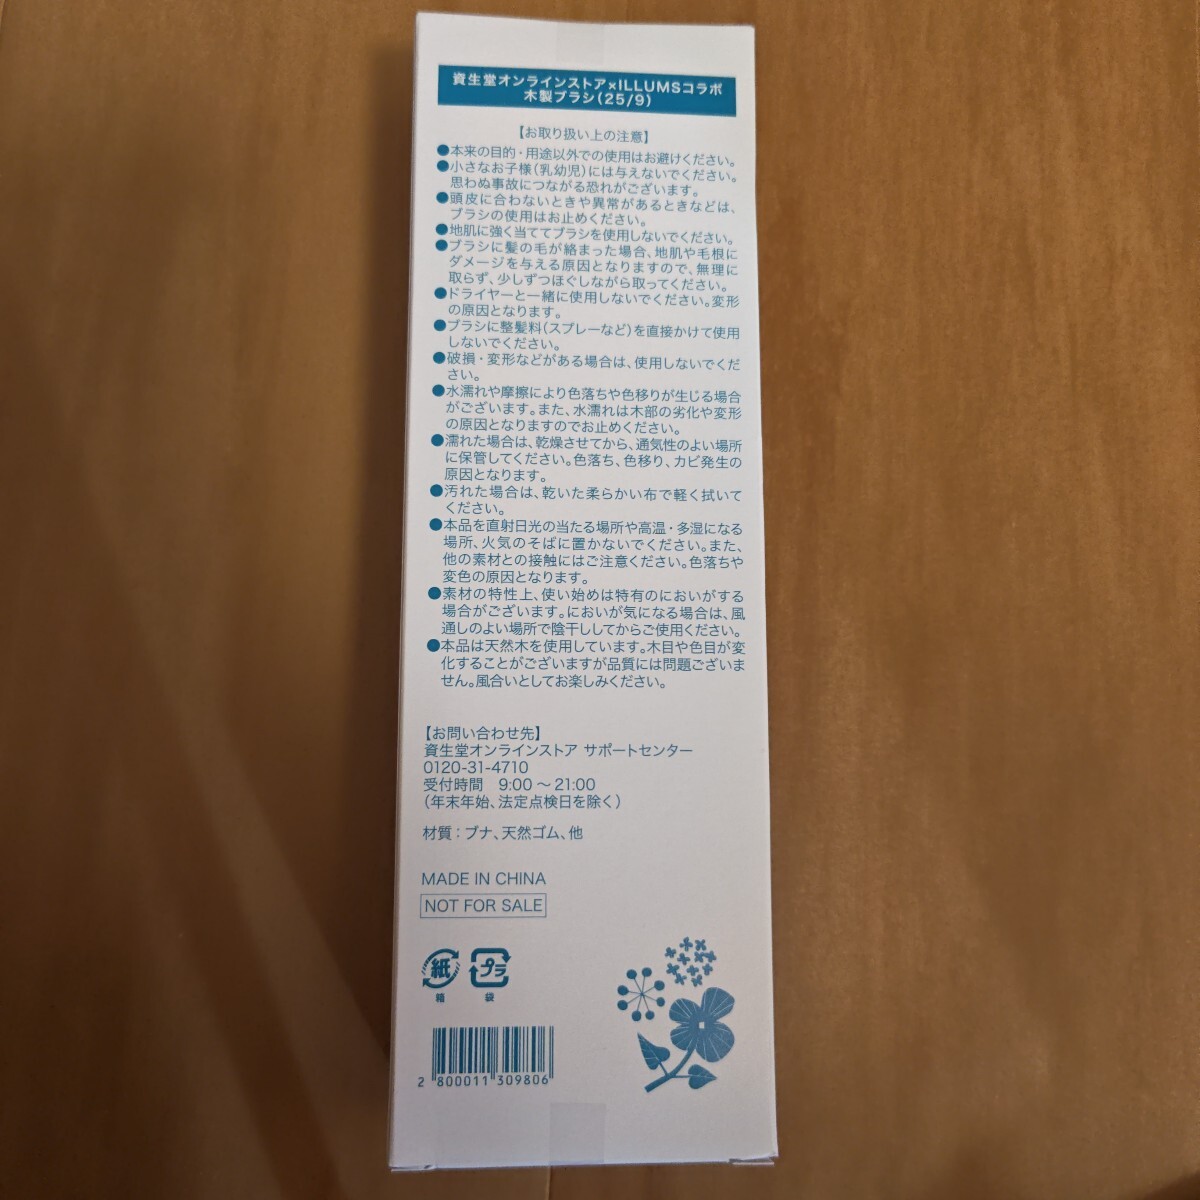 資生堂オンラインストア×ILLUMSコラボ
木製ブラシ(25/9)
【お取り扱い上の注意】
●本来の目的・用途以外での使用はお避けください。
●小さなお子様(乳幼児)には与えないでください。
思わぬ事故につながる恐れがございます。
●頭皮に合わないときや異常があるときなどは、
ブラシの使用はお止めください。
●地肌に強く当ててブラシを使用しないでください。
●ブラシに髪の毛が絡まった場合、地肌や毛根に
ダメージを与える原因となりますので、無理に
取らず、少しずつほぐしながら取ってください。
●ドライヤーと一緒に使用しないでください。変形
の原因となります。
●ブラシに整髪料(スプレーなど)を直接かけて使用
しないでください。
●破損・変形などがある場合は、使用しないでくだ
さい。
●水濡れや摩擦により色落ちや色移りが生じる場合
がございます。また、水濡れは木部の劣化や変形
の原因となりますのでお止めください。
●濡れた場合は、乾燥させてから、通気性のよい場所
に保管してください。色落ち、色移り、カビ発生の
原因となります。
●汚れた場合は、乾いた柔らかい布で軽く拭いて
ください。
●本品を直射日光の当たる場所や高温・多湿になる
場所、火気のそばに置かないでください。また、
他の素材との接触にはご注意ください。色落ちや
変色の原因となります。
●素材の特性上、使い始めは特有のにおいがする
場合がございます。においが気になる場合は、風
通しのよい場所で陰干ししてからご使用ください。
●本品は天然木を使用しています。木目や色目が変
化することがございますが品質には問題ございま
せん。風合いとしてお楽しみください。
【お問い合わせ先】
資生堂オンラインストア サポートセンター
0120-31-4710
受付時間 9:00〜21:00
(年末年始、法定点検日を除く)
材質:ブナ、天然ゴム、他
MADE IN CHINA
NOT FOR SALE
紙 プラ
箱 袋
2 800011 309806